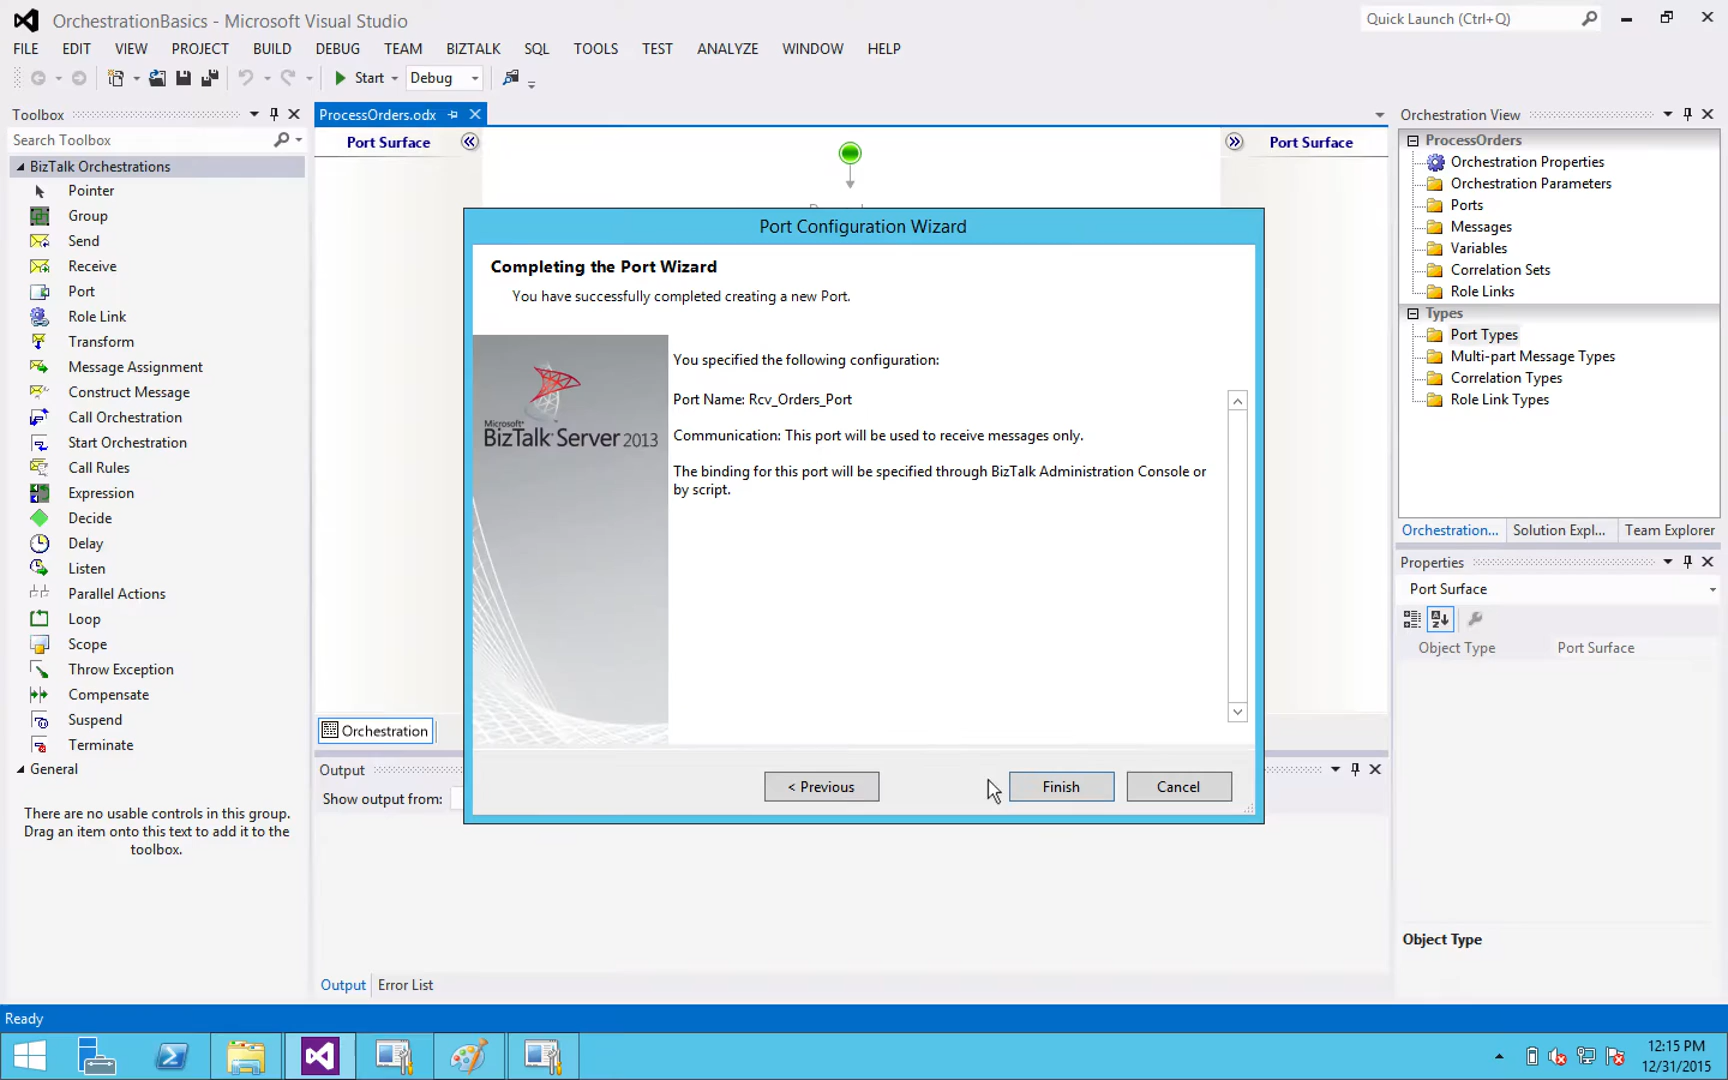 OrchestrationBasics - Microsoft Visual Studio
Quick Launch (Ctrl+Q)
FILE EDIT VIEW PROJECT BUILD DEBUG TEAM BIZTALK SQL TOOLS TEST ANALYZE WINDOW HELP
Start Debug
Toolbox
Search Toolbox
BizTalk Orchestrations
Pointer
Group
Send
Receive
Port
Role Link
Transform
Message Assignment
Construct Message
Call Orchestration
Start Orchestration
Call Rules
Expression
Decide
Delay
Listen
Parallel Actions
Loop
Scope
Throw Exception
Compensate
Suspend
Terminate
General
There are no usable controls in this group.
Drag an item onto this text to add it to the
toolbox.
ProcessOrders.odx
Port Surface
Port Surface
Port Configuration Wizard
Completing the Port Wizard
You have successfully completed creating a new Port.
Microsoft®
BizTalk Server 2013
You specified the following configuration:
Port Name: Rcv_Orders_Port
Communication: This port will be used to receive messages only.
The binding for this port will be specified through BizTalk Administration Console or
by script.
< Previous
Finish
Cancel
Orchestration
Output
Show output from:
Output Error List
Orchestration View
ProcessOrders
Orchestration Properties
Orchestration Parameters
Ports
Messages
Variables
Correlation Sets
Role Links
Types
Port Types
Multi-part Message Types
Correlation Types
Role Link Types
Orchestration... Solution Expl... Team Explorer
Properties
Port Surface
Object Type Port Surface
Object Type
Ready
12:15 PM
12/31/2015